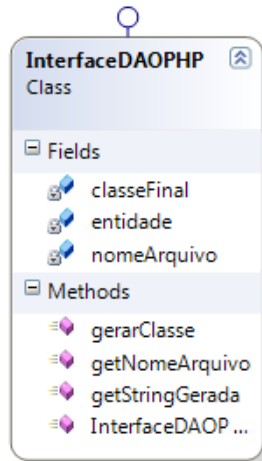 InterfaceDAOPHP
Class
Fields
classeFinal
entidade
nomeArquivo
Methods
gerarClasse
getNomeArquivo
getStringGerada
InterfaceDAOP ...